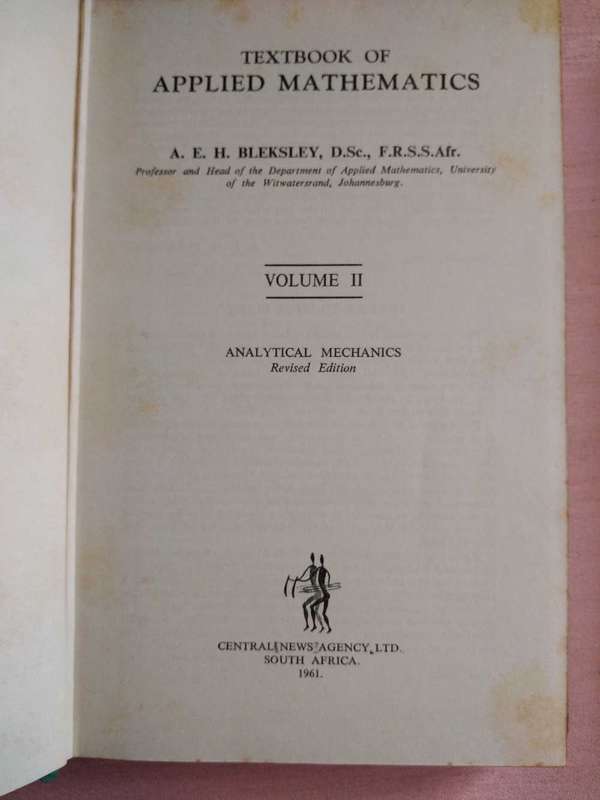 TEXTBOOK OF
APPLIED MATHEMATICS
A. E. H. BLEKSLEY, D.Sc., F.R.S.S.Afr.
Professor and Head of the Department of Applied Mathematics, University
of the Witwatersrand, Johannesburg.
VOLUME II
ANALYTICAL MECHANICS
Revised Edition
CENTRAL NEWS AGENCY, LTD.
SOUTH AFRICA.
1961.